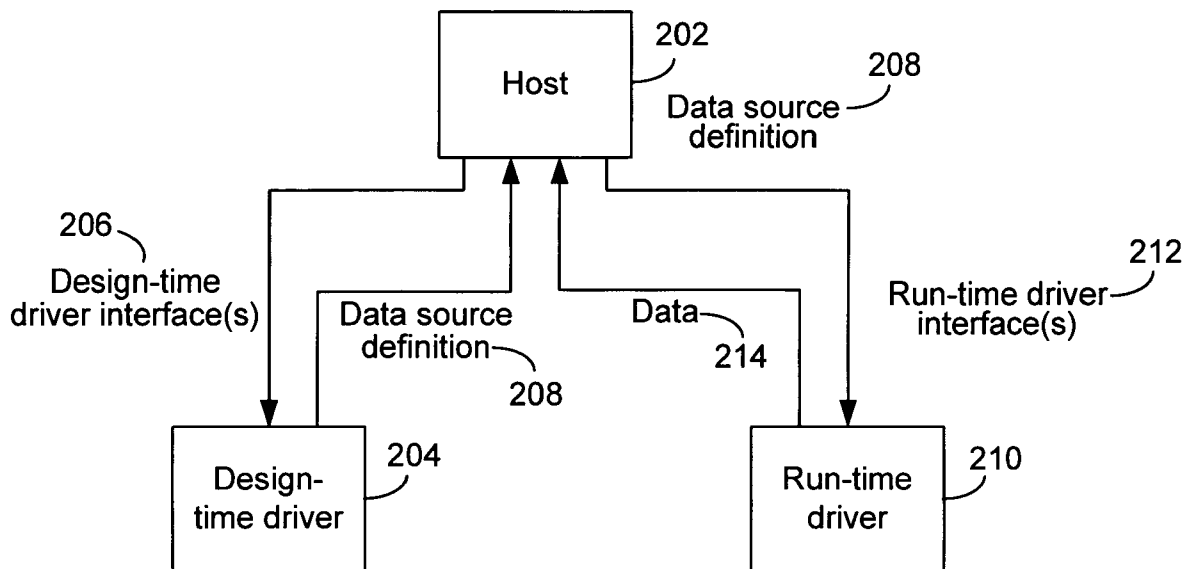 202
Host
208
Data source
definition
206
Design-time
driver interface(s)
212
Run-time driver
interface(s)
Data source
definition
208
Data
214
Design-
time driver
204
Run-time
driver
210